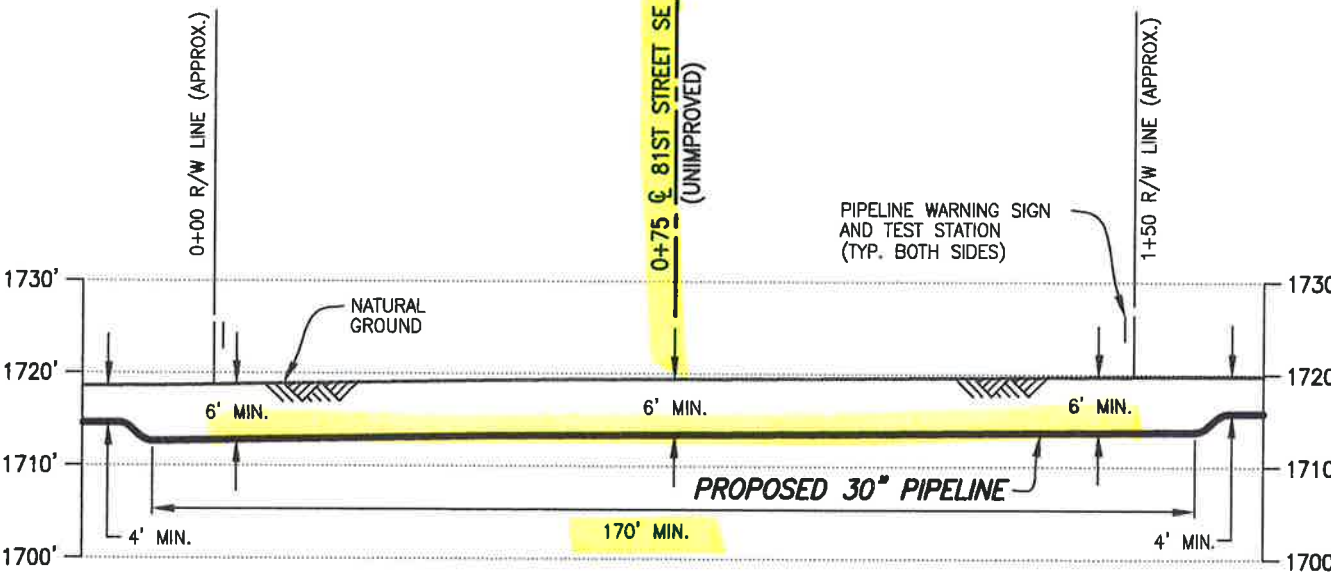 0+00 R/W LINE (APPROX.)
0+75 ℄ 81ST STREET SE
(UNIMPROVED)
1+50 R/W LINE (APPROX.)
PIPELINE WARNING SIGN
AND TEST STATION
(TYP. BOTH SIDES)
NATURAL
GROUND
1730'
1730
1720'
1720
6' MIN.
6' MIN.
6' MIN.
1710'
1710
PROPOSED 30" PIPELINE
4' MIN.
170' MIN.
4' MIN.
1700'
1700